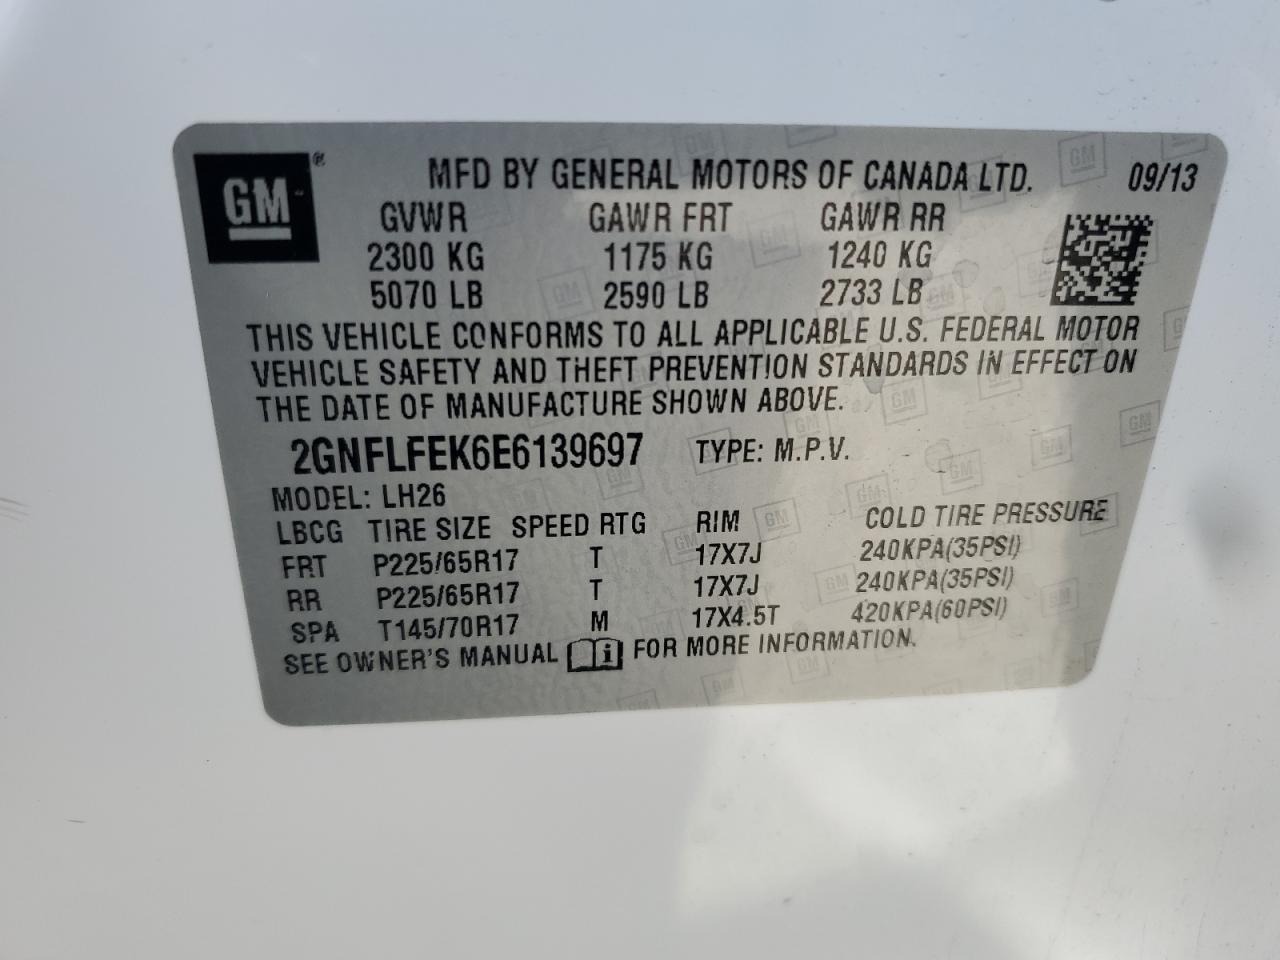 GM ® MFD BY GENERAL MOTORS OF CANADA LTD. 09/13
GVWR GAWR FRT GAWR RR
2300 KG 1175 KG 1240 KG
5070 LB 2590 LB 2733 LB
THIS VEHICLE CONFORMS TO ALL APPLICABLE U.S. FEDERAL MOTOR
VEHICLE SAFETY AND THEFT PREVENTION STANDARDS IN EFFECT ON
THE DATE OF MANUFACTURE SHOWN ABOVE.
2GNFLFEK6E6139697 TYPE: M.P.V.
MODEL: LH26
LBCG TIRE SIZE SPEED RTG RIM COLD TIRE PRESSURE
FRT P225/65R17 T 17X7J 240KPA(35PSI)
RR P225/65R17 T 17X7J 240KPA(35PSI)
SPA T145/70R17 M 17X4.5T 420KPA(60PSI)
SEE OWNER'S MANUAL i FOR MORE INFORMATION.